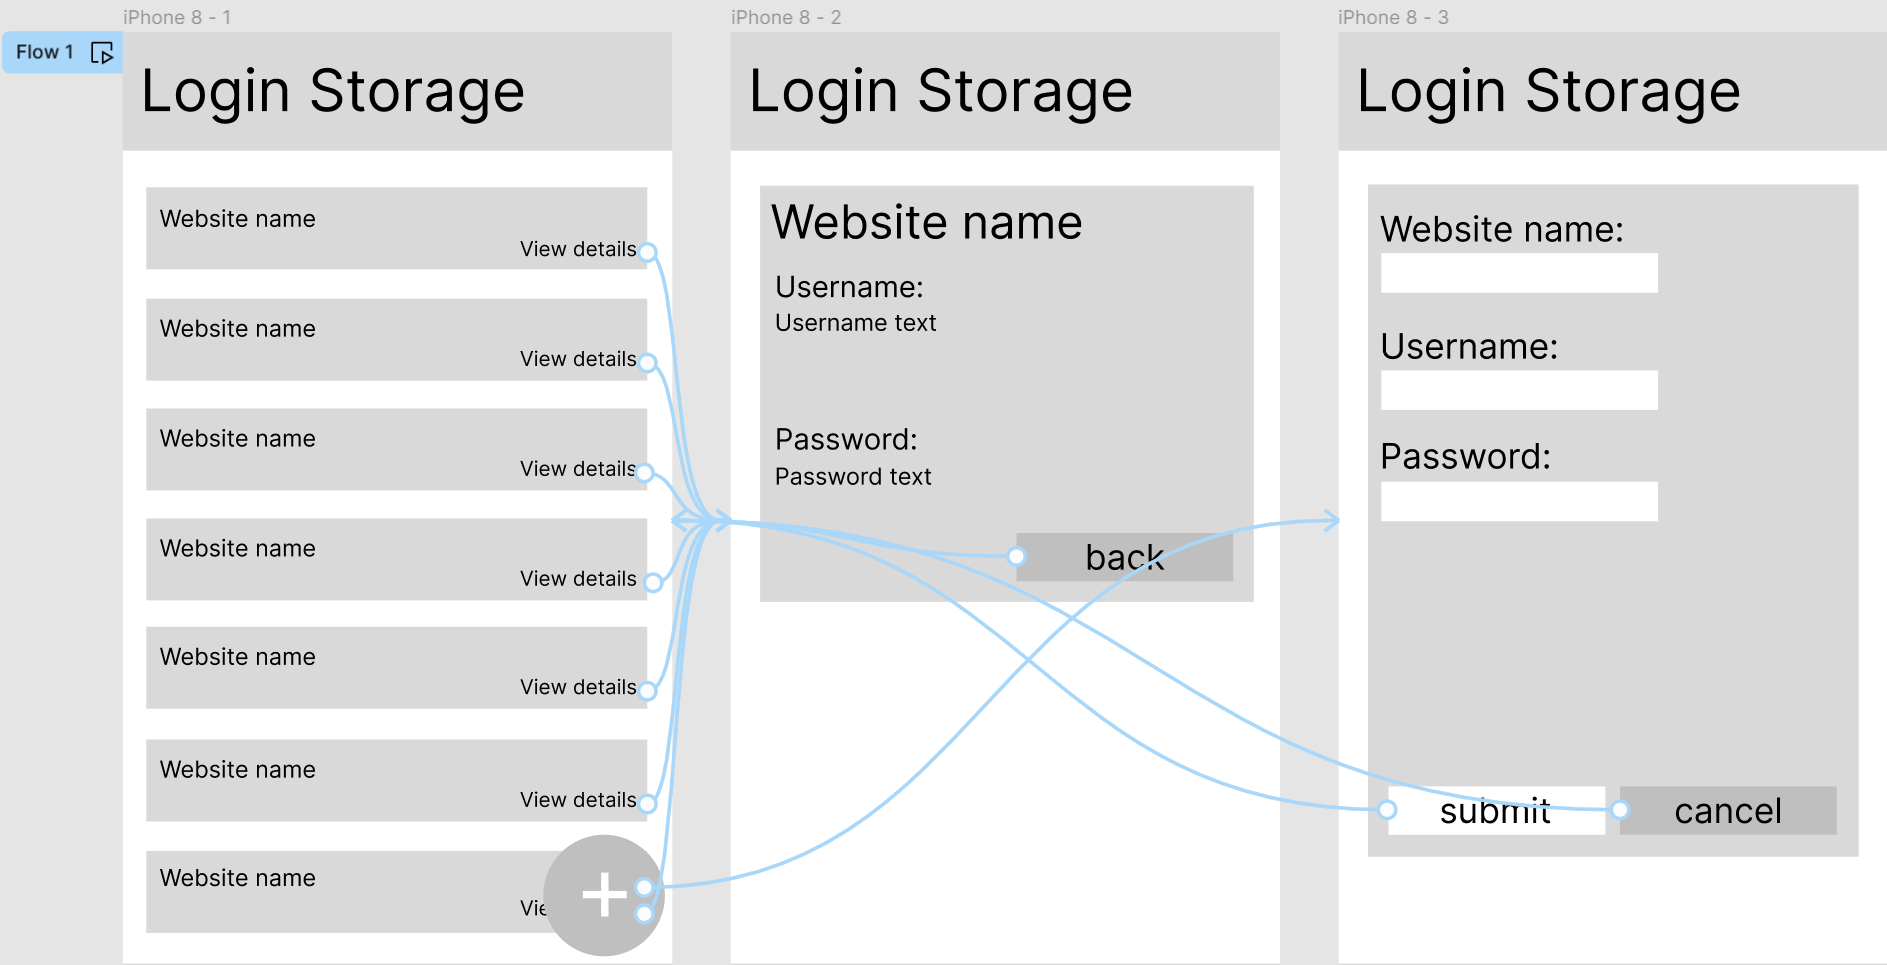 iPhone 8 - 1
Flow 1
Login Storage
Website name
View details
Website name
View details
Website name
View details
Website name
View details
Website name
View details
Website name
View details
Website name
Vie
+
iPhone 8 - 2
Login Storage
Website name
Username:
Username text
Password:
Password text
back
iPhone 8 - 3
Login Storage
Website name:
Username:
Password:
submit
cancel